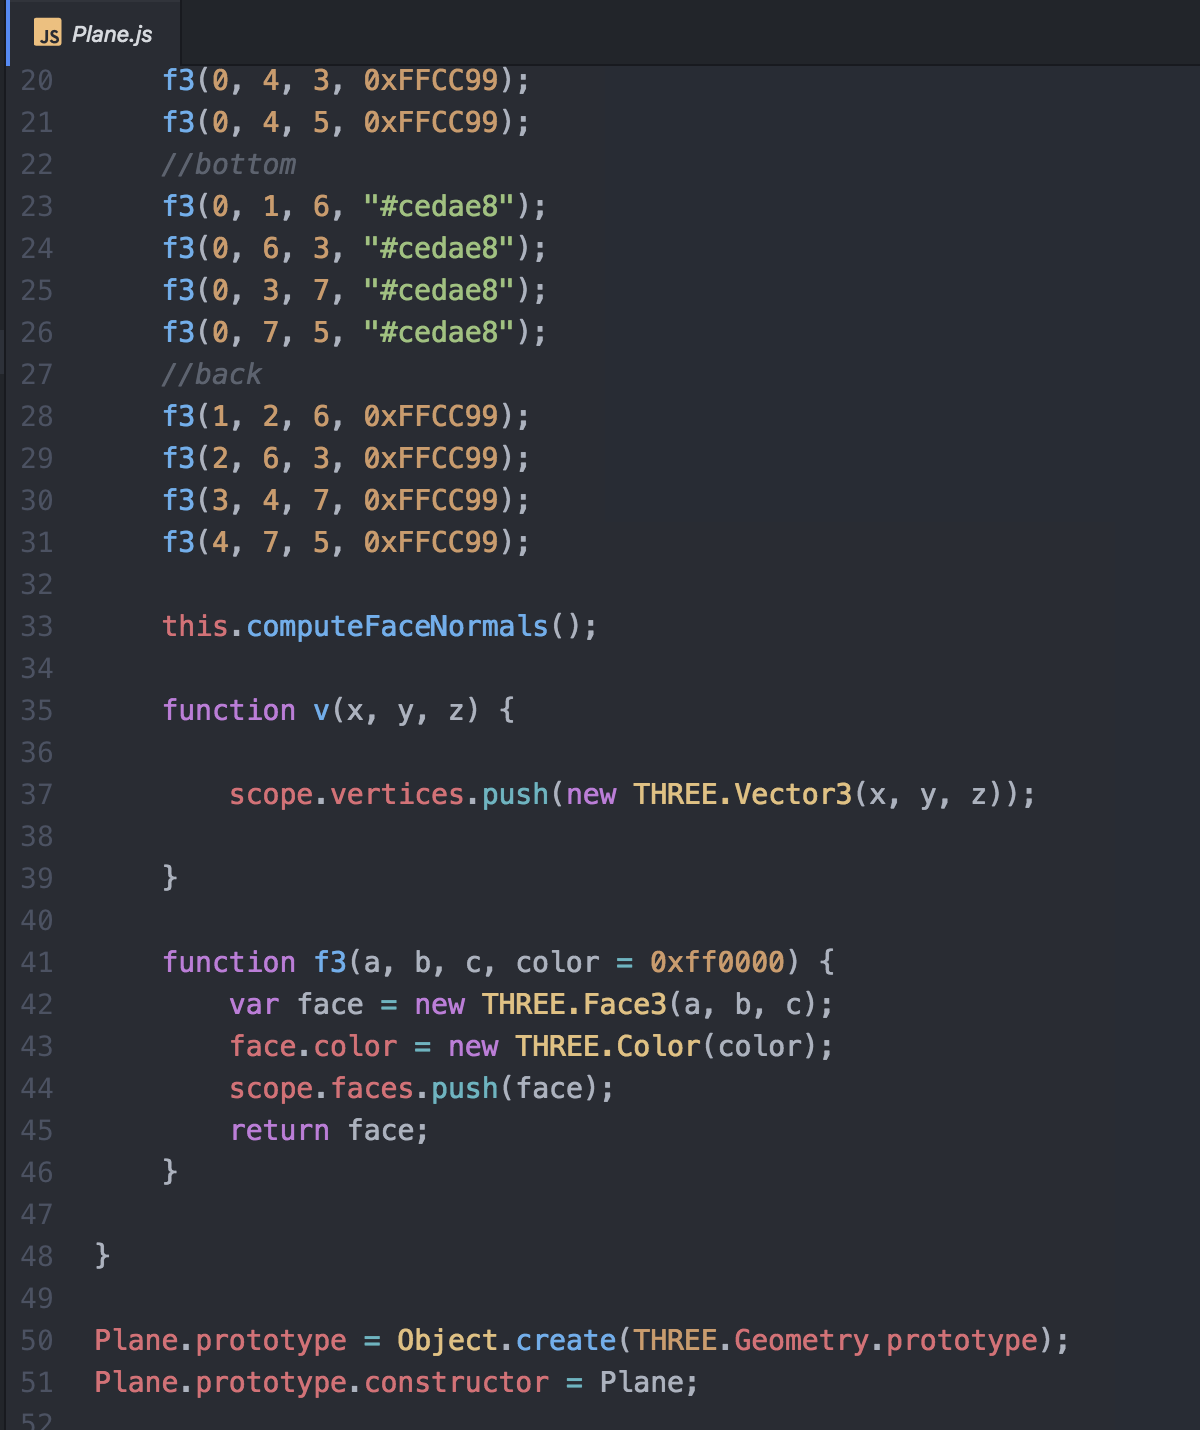 JS Plane.js
20 f3(0, 4, 3, 0xFFCC99);
21 f3(0, 4, 5, 0xFFCC99);
22 //bottom
23 f3(0, 1, 6, "#cedae8");
24 f3(0, 6, 3, "#cedae8");
25 f3(0, 3, 7, "#cedae8");
26 f3(0, 7, 5, "#cedae8");
27 //back
28 f3(1, 2, 6, 0xFFCC99);
29 f3(2, 6, 3, 0xFFCC99);
30 f3(3, 4, 7, 0xFFCC99);
31 f3(4, 7, 5, 0xFFCC99);
32
33 this.computeFaceNormals();
34
35 function v(x, y, z) {
36
37 scope.vertices.push(new THREE.Vector3(x, y, z));
38
39 }
40
41 function f3(a, b, c, color = 0xff0000) {
42 var face = new THREE.Face3(a, b, c);
43 face.color = new THREE.Color(color);
44 scope.faces.push(face);
45 return face;
46 }
47
48 }
49
50 Plane.prototype = Object.create(THREE.Geometry.prototype);
51 Plane.prototype.constructor = Plane;
52